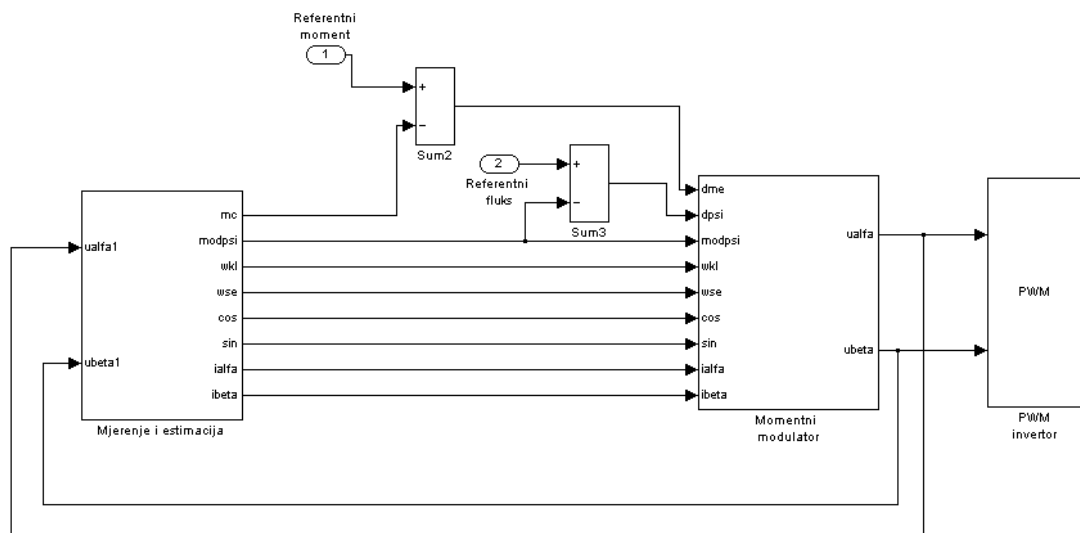 Referentni
moment
1
+
−
Sum2
2
Referentni
fluks
+
−
Sum3
ualfa1
ubeta1
mc
modpsi
wkl
wse
cos
sin
ialfa
ibeta
Mjerenje i estimacija
dme
dpsi
modpsi
wkl
wse
cos
sin
ialfa
ibeta
ualfa
ubeta
Momentni
modulator
PWM
PWM
invertor